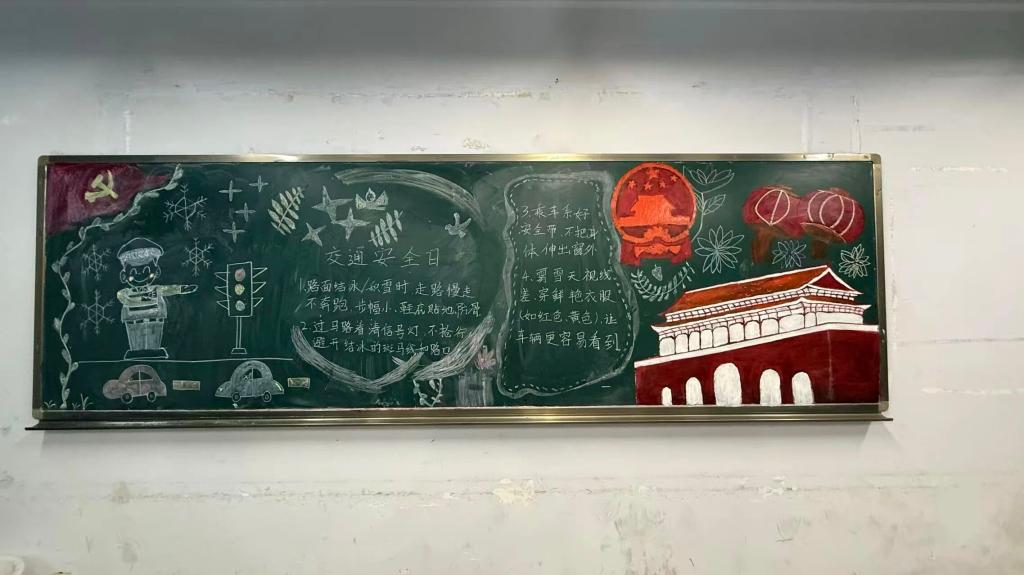 交通安全日
1.路面结冰/积雪时 走路慢走
不奔跑、步幅小、鞋底贴地,防滑
2.过马路看清信号灯,不抢行
避开结冰的斑马线和路口
3.乘车系好
安全带,不把身
体伸出窗外
4.雾雪天视线
差,穿鲜艳衣服
(如红色、黄色),让
车辆更容易看到